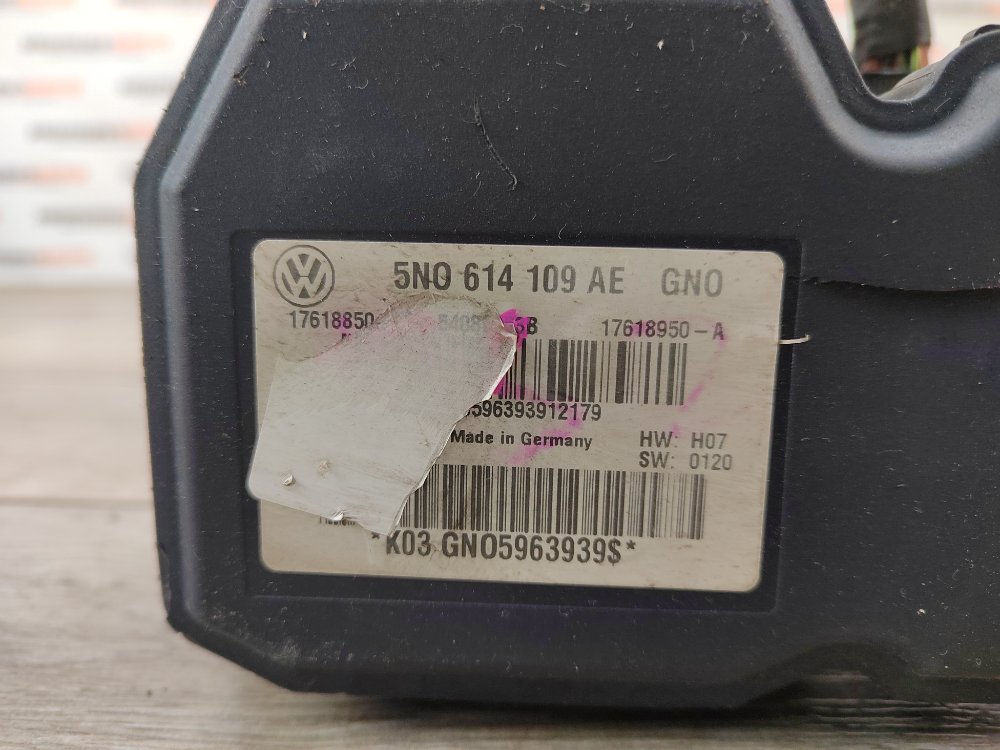 5N0 614 109 AE GNO
17618850 17618950-A
596393912179
Made in Germany HW: H07
SW: 0120
*K03 GNO5963939$*